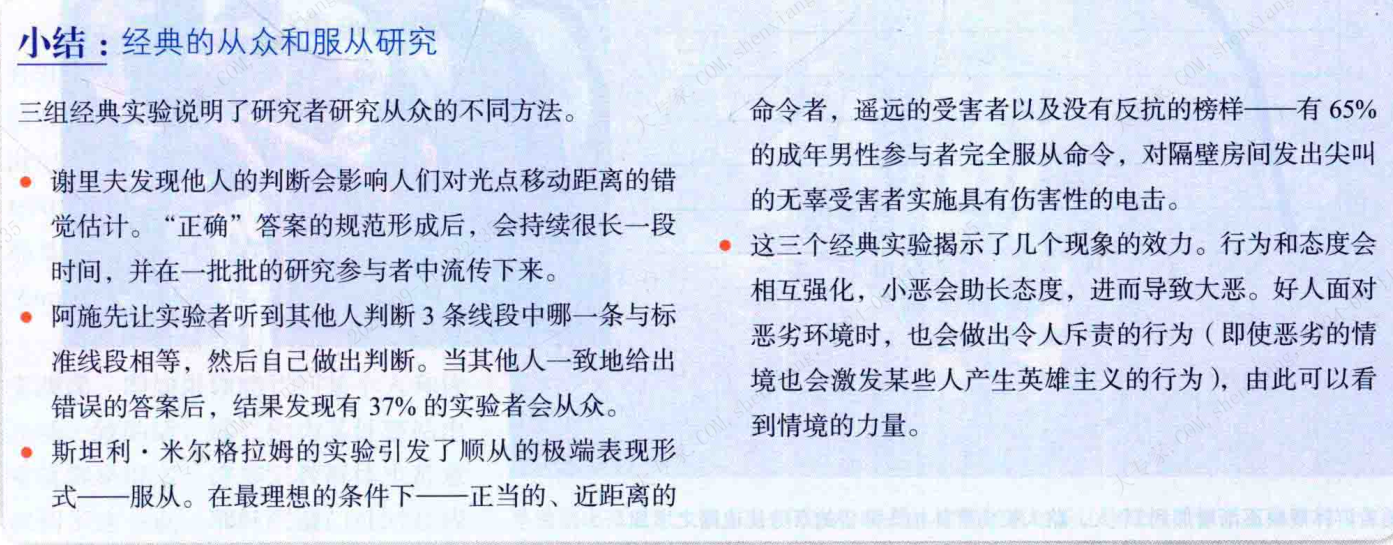 小结：经典的从众和服从研究
三组经典实验说明了研究者研究从众的不同方法。
• 谢里夫发现他人的判断会影响人们对光点移动距离的错
觉估计。“正确”答案的规范形成后，会持续很长一段
时间，并在一批批的研究参与者中流传下来。
• 阿施先让实验者听到其他人判断 3 条线段中哪一条与标
准线段相等，然后自己做出判断。当其他人一致地给出
错误的答案后，结果发现有 37% 的实验者会从众。
• 斯坦利·米尔格拉姆的实验引发了顺从的极端表现形
式——服从。在最理想的条件下——正当的、近距离的
命令者，遥远的受害者以及没有反抗的榜样——有 65%
的成年男性参与者完全服从命令，对隔壁房间发出尖叫
的无辜受害者实施具有伤害性的电击。
• 这三个经典实验揭示了几个现象的效力。行为和态度会
相互强化，小恶会助长态度，进而导致大恶。好人面对
恶劣环境时，也会做出令人斥责的行为（即使恶劣的情
境也会激发某些人产生英雄主义的行为），由此可以看
到情境的力量。